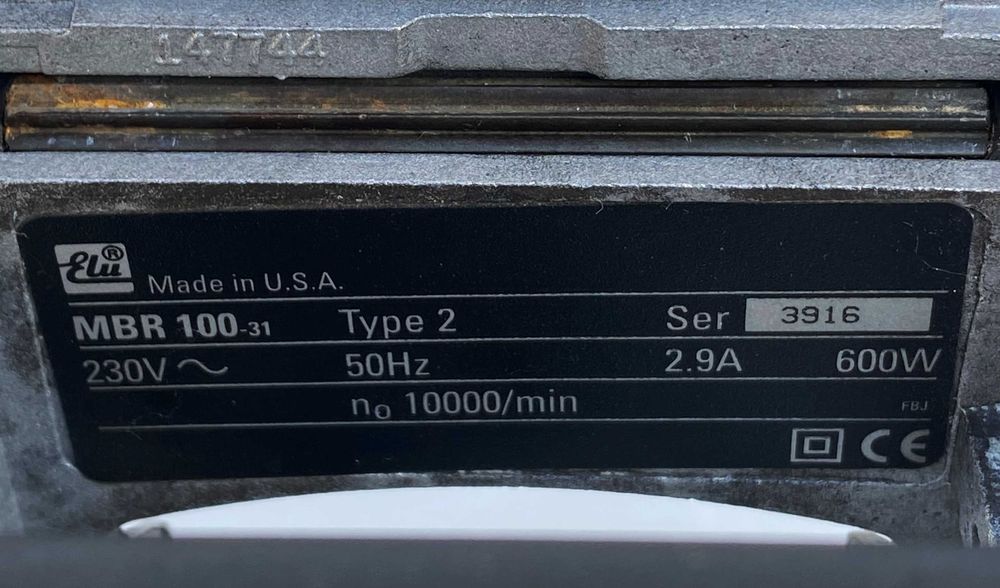 147744
Elu®
Made in U.S.A.
MBR 100-31 Type 2 Ser 3916
230V~ 50Hz 2.9A 600W
n₀ 10000/min FBJ
CE